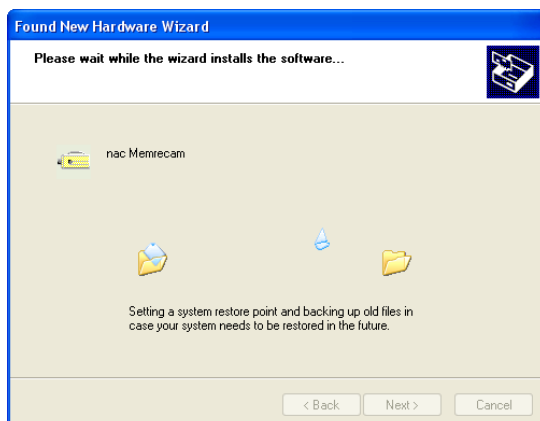 Found New Hardware Wizard
Please wait while the wizard installs the software...
nac Memrecam
Setting a system restore point and backing up old files in
case your system needs to be restored in the future.
< Back
Next >
Cancel